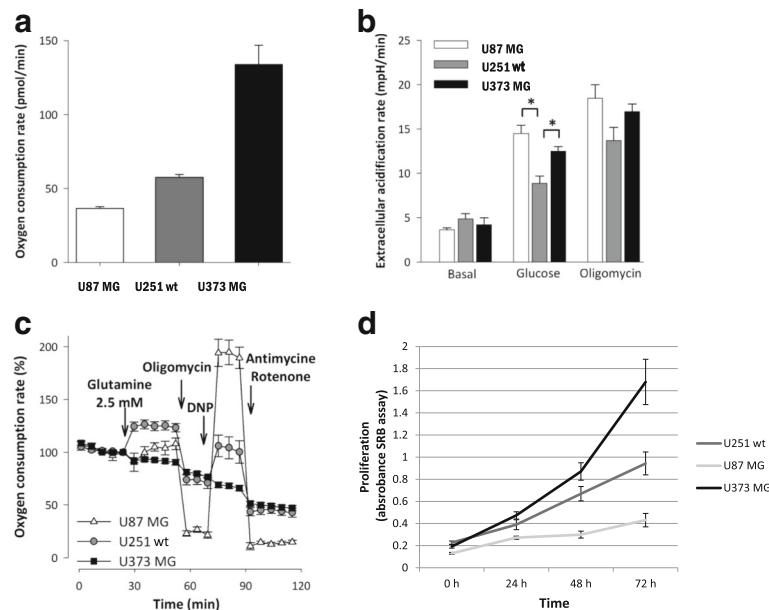 a
Oxygen consumption rate (pmol/min)
150
100
50
0
U87 MG U251 wt U373 MG
b
Extracellular acidification rate (mpH/min)
25
20
15
10
5
0
U87 MG
U251 wt
U373 MG
*
*
Basal Glucose Oligomycin
c
Oxygen consumption rate (%)
200
150
100
50
0
Glutamine
2.5 mM
Oligomycin
DNP
Antimycine
Rotenone
U87 MG
U251 wt
U373 MG
0 30 60 90 120
Time (min)
d
Proliferation
(absrobance SRB assay)
2
1.8
1.6
1.4
1.2
1
0.8
0.6
0.4
0.2
0
U251 wt
U87 MG
U373 MG
0 h 24 h 48 h 72 h
Time